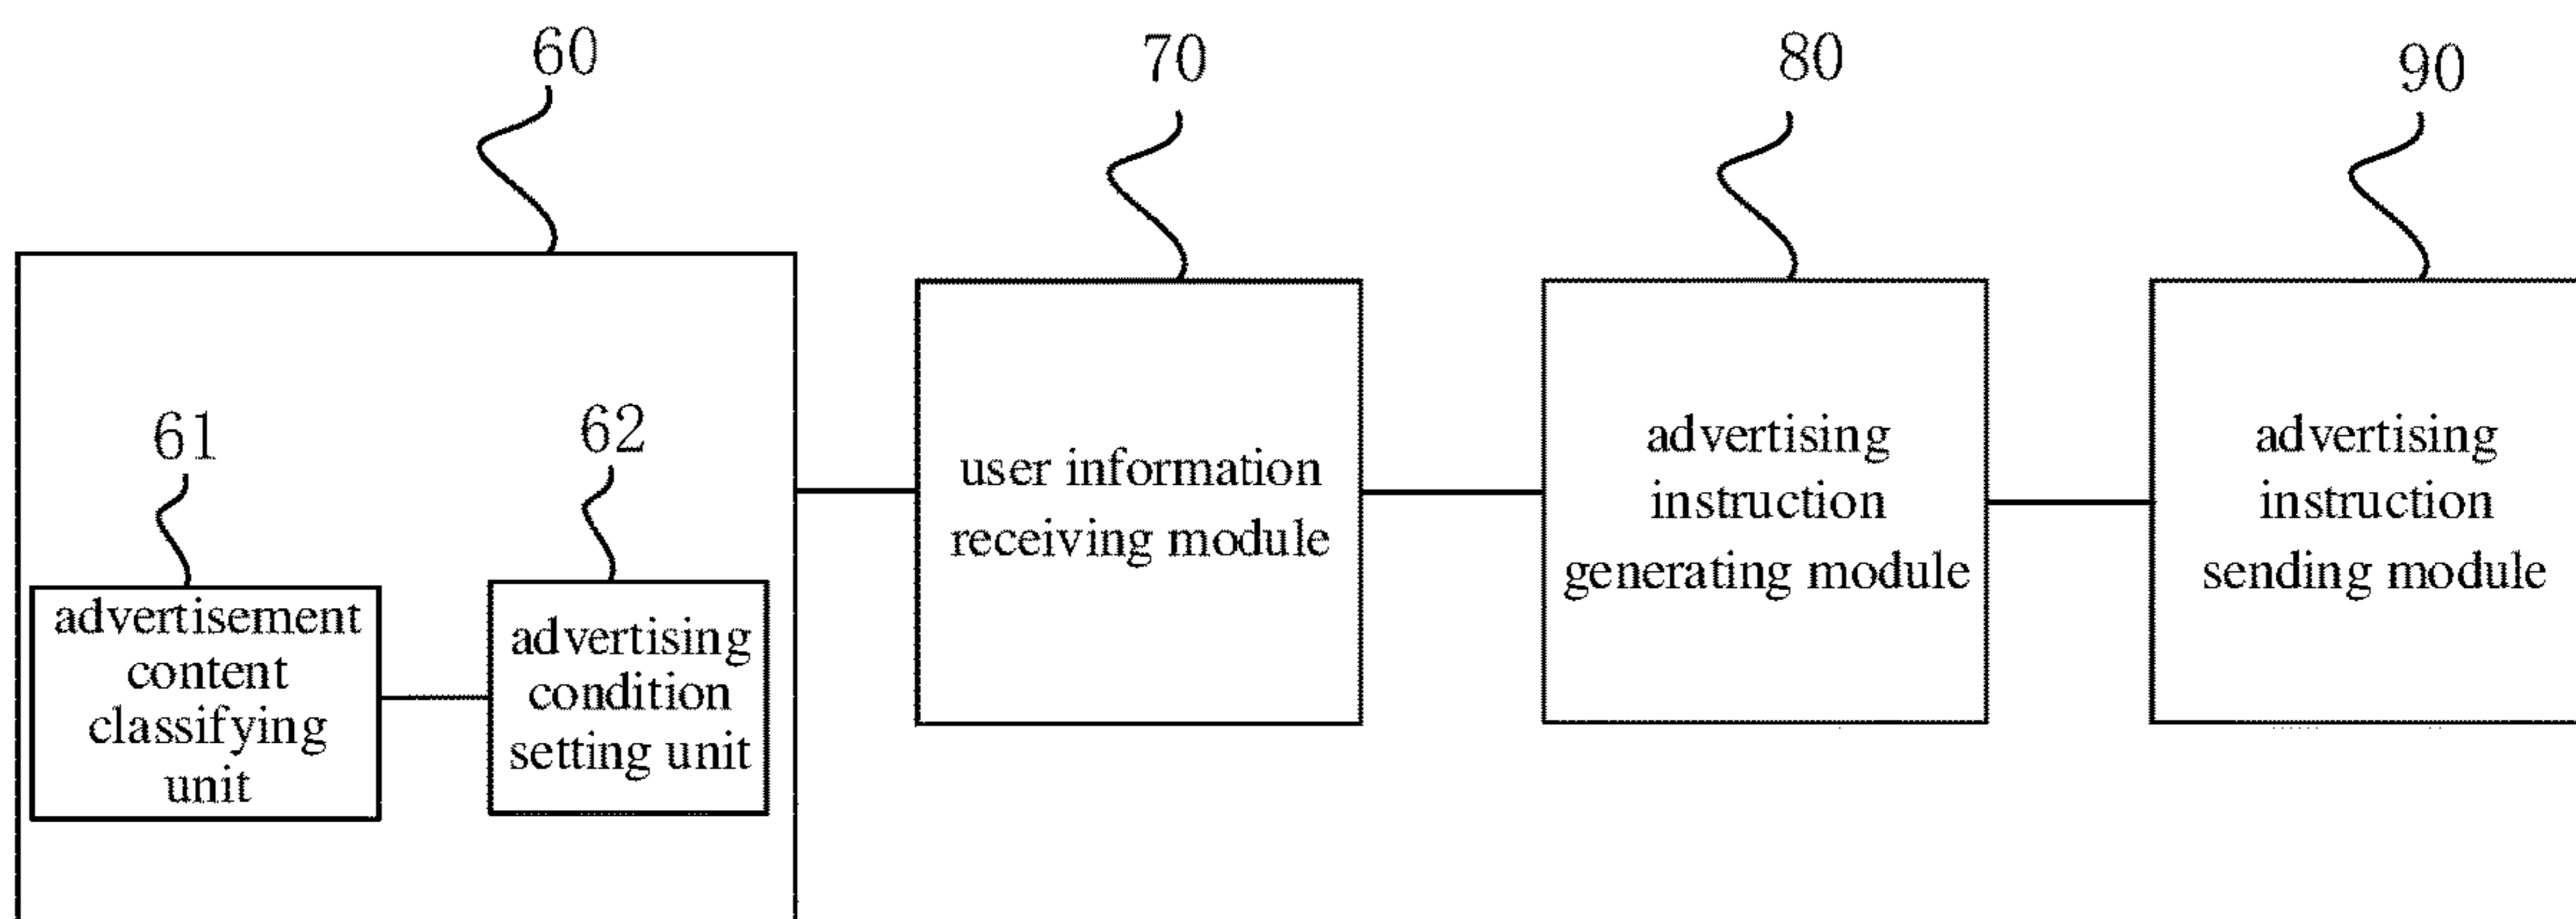 60
70
80
90
61
62
advertisement
content
classifying
unit
advertising
condition
setting unit
user information
receiving module
advertising
instruction
generating module
advertising
instruction
sending module